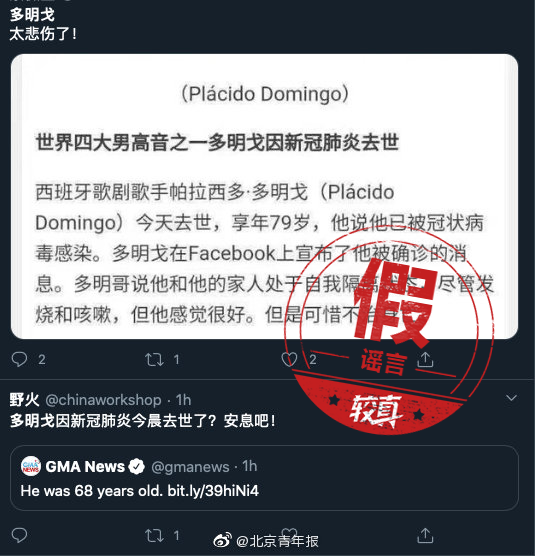 多明戈
太悲伤了！
（Plácido Domingo）
世界四大男高音之一多明戈因新冠肺炎去世
西班牙歌剧歌手帕拉西多·多明戈（Plácido
Domingo）今天去世，享年79岁，他说他已被冠状病
毒感染。多明戈在Facebook上宣布了他被确诊的消
息。多明哥说他和他的家人处于自我隔离 尽管发
烧和咳嗽，但他感觉很好。但是可惜不
假
谣言
较真
2 1 2
野火 @chinaworkshop · 1h
多明戈因新冠肺炎今晨去世了？安息吧！
GMA NEWS
GMA News @gmanews · 1h
He was 68 years old. bit.ly/39hiNi4
1
@北京青年报